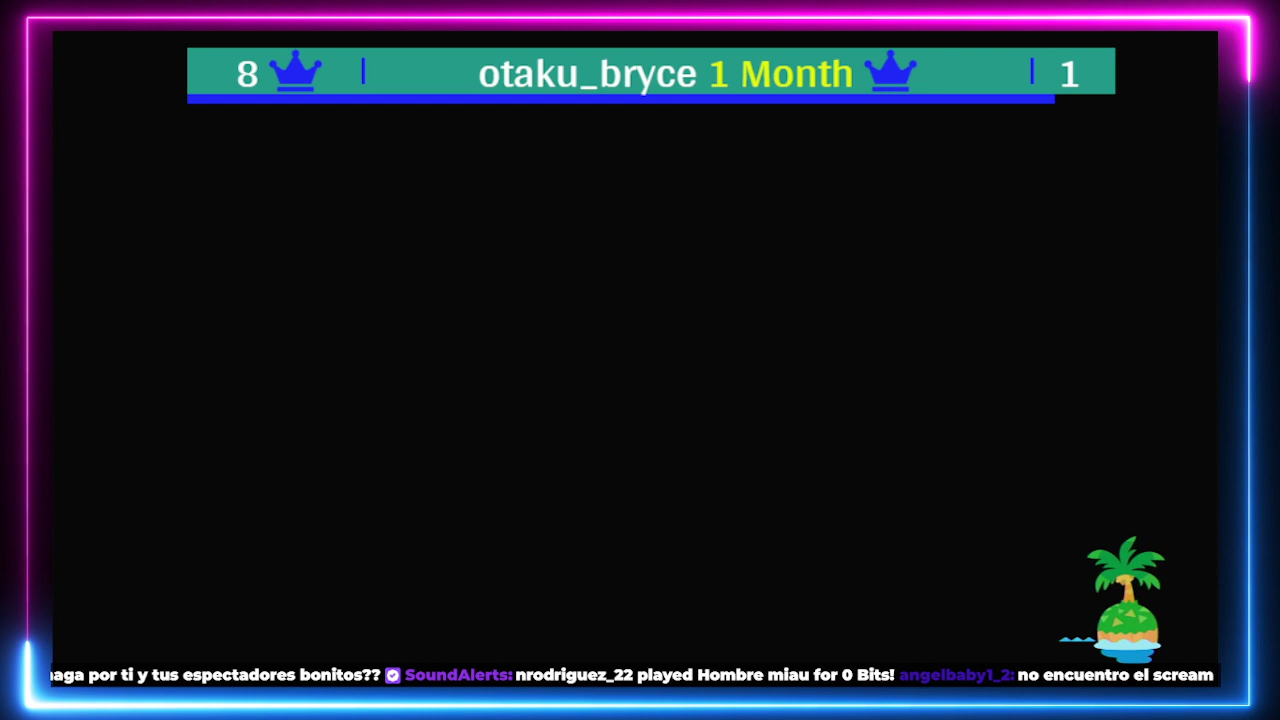 8 otaku_bryce 1 Month 1
por ti y tus espectadores bonitos?? SoundAlerts: nrodriguez_22 played Hombre miau for 0 Bits! angelbaby1_2: no encuentro el scream